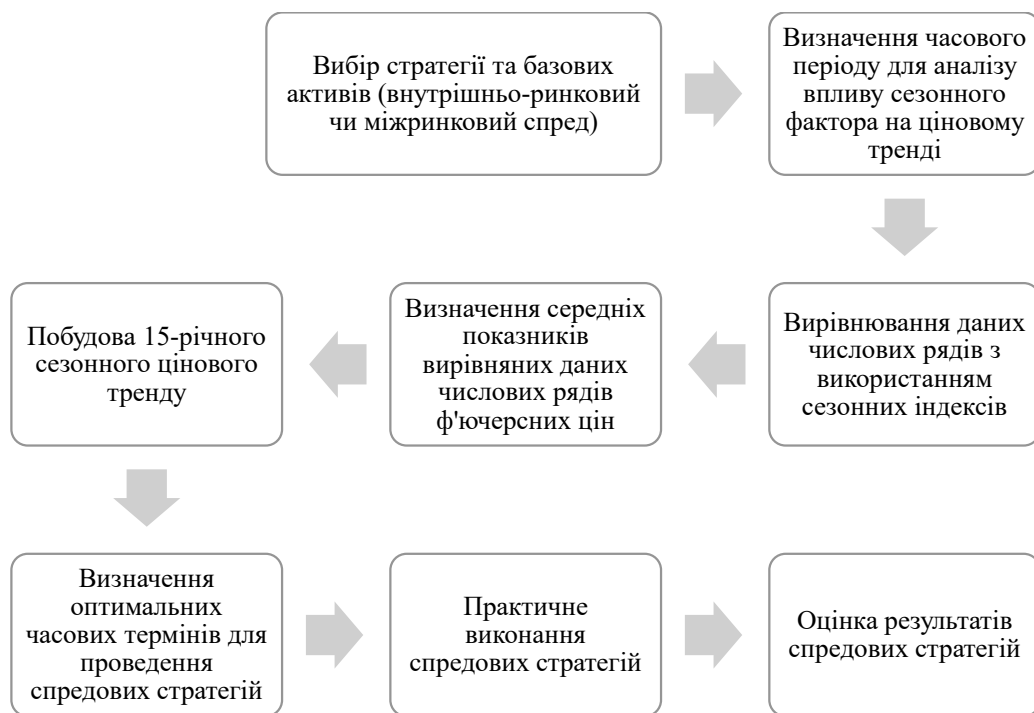 Вибір стратегії та базових
активів (внутрішньо-ринковий
чи міжринковий спред)
Визначення часового
періоду для аналізу
впливу сезонного
фактора на ціновому
тренді
Вирівнювання даних
числових рядів з
використанням
сезонних індексів
Визначення середніх
показників
вирівняних даних
числових рядів
ф'ючерсних цін
Побудова 15-річного
сезонного цінового
тренду
Визначення
оптимальних
часових термінів для
проведення
спредових стратегій
Практичне
виконання
спредових стратегій
Оцінка результатів
спредових стратегій